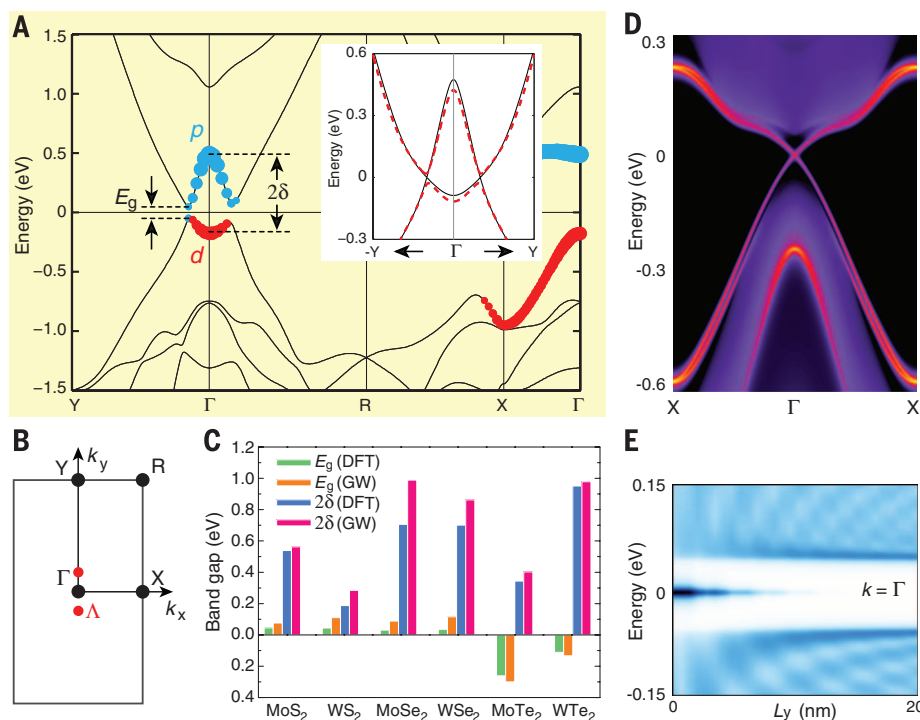 A
1.5
1.0
0.5
0
−0.5
−1.0
−1.5
Energy (eV)
p
d
E_g
2δ
Y
Γ
R
X
Γ
0.6
0.3
0
-0.3
Energy (eV)
-Y
Γ
Y
D
0.3
0
-0.3
-0.6
Energy (eV)
X
Γ
X
B
Y
k_y
R
Γ
X
Λ
k_x
C
1.2
1.0
0.8
0.6
0.4
0.2
0.0
0.2
0.4
Band gap (eV)
E_g (DFT)
E_g (GW)
2δ (DFT)
2δ (GW)
MoS₂
WS₂
MoSe₂
WSe₂
MoTe₂
WTe₂
E
0.15
0
-0.15
Energy (eV)
k = Γ
0
10
20
L_y (nm)